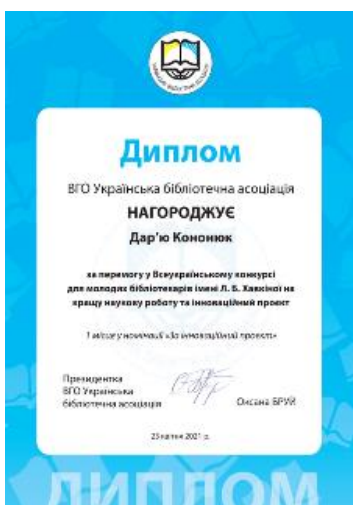 Диплом
ВГО Українська бібліотечна асоціація
НАГОРОДЖУЄ
Дар'ю Кононюк
за перемогу у Всеукраїнському конкурсі
для молодих бібліотекарів імені Л. Б. Хавкіної на
кращу наукову роботу та інноваційний проект
1 місце у номінації «За інноваційний проект»
Президентка
ВГО Українська
бібліотечна асоціація
Оксана БРУЙ
23 квітня 2021 р.
ДИПЛОМ